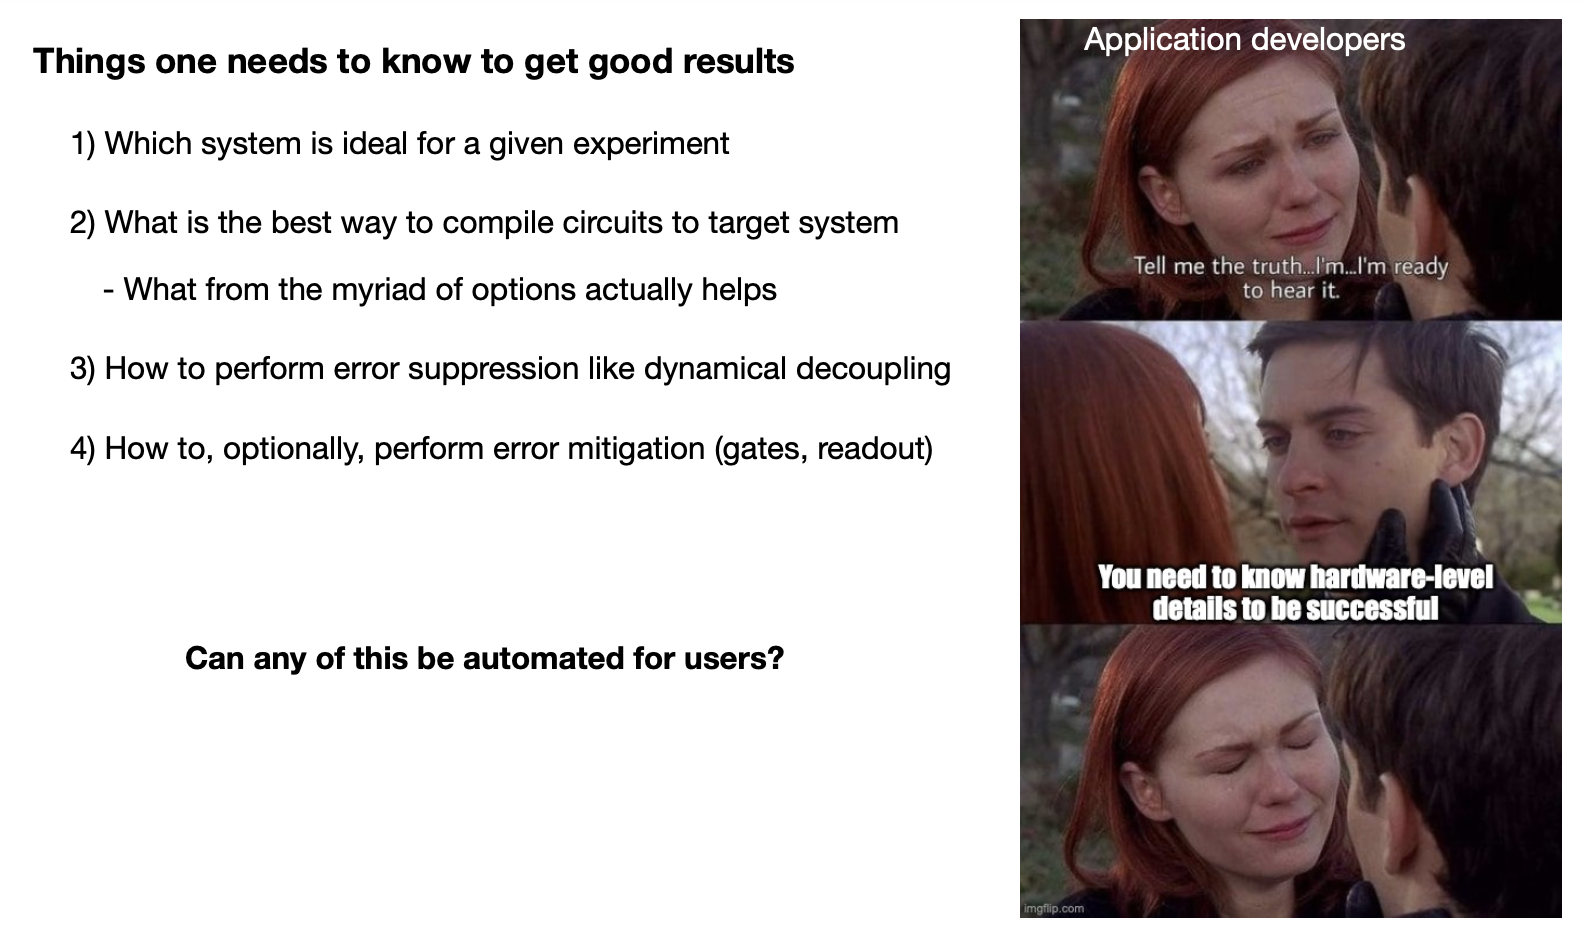 Things one needs to know to get good results
1) Which system is ideal for a given experiment
2) What is the best way to compile circuits to target system
- What from the myriad of options actually helps
3) How to perform error suppression like dynamical decoupling
4) How to, optionally, perform error mitigation (gates, readout)
Can any of this be automated for users?
Application developers
Tell me the truth...I'm...I'm ready
to hear it.
You need to know hardware-level
details to be successful
imgflip.com